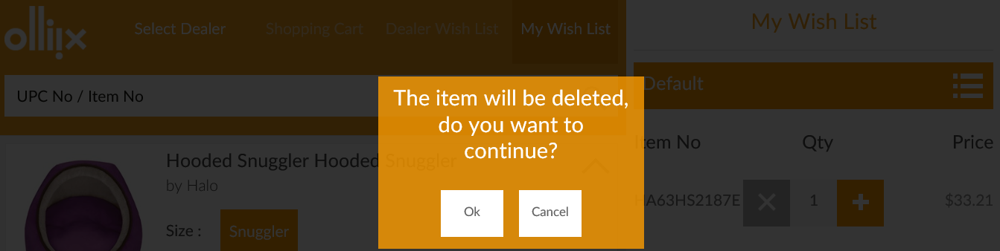 olliix
Select Dealer
Shopping Cart
Dealer Wish List
My Wish List
UPC No / Item No
Hooded Snuggler Hooded Snuggler
by Halo
Size :
Snuggler
The item will be deleted,
do you want to
continue?
Ok
Cancel
My Wish List
Default
Item No
Qty
Price
HA63HS2187E
1
$33.21